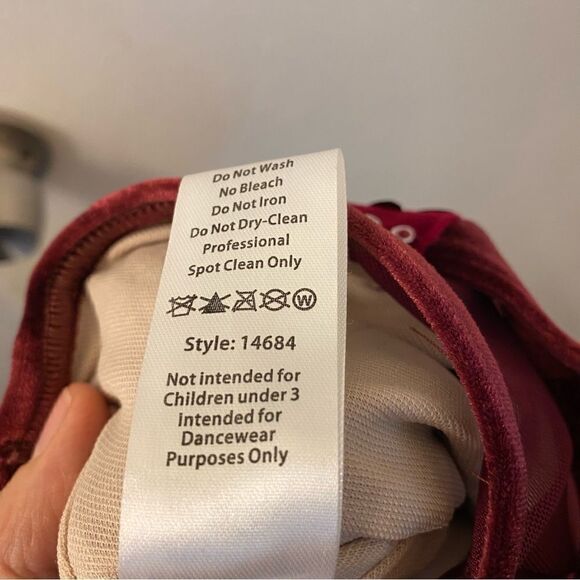 Do Not Wash
No Bleach
Do Not Iron
Do Not Dry-Clean
Professional
Spot Clean Only
W
Style: 14684
Not intended for
Children under 3
Intended for
Dancewear
Purposes Only